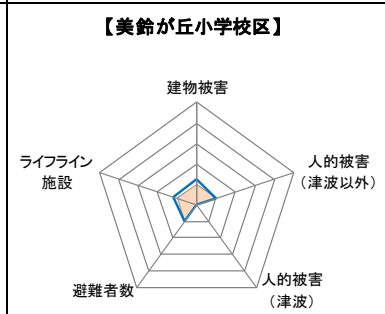 【美鈴が丘小学校区】
建物被害
ライフライン
施設
人的被害
（津波以外）
避難者数
人的被害
（津波）